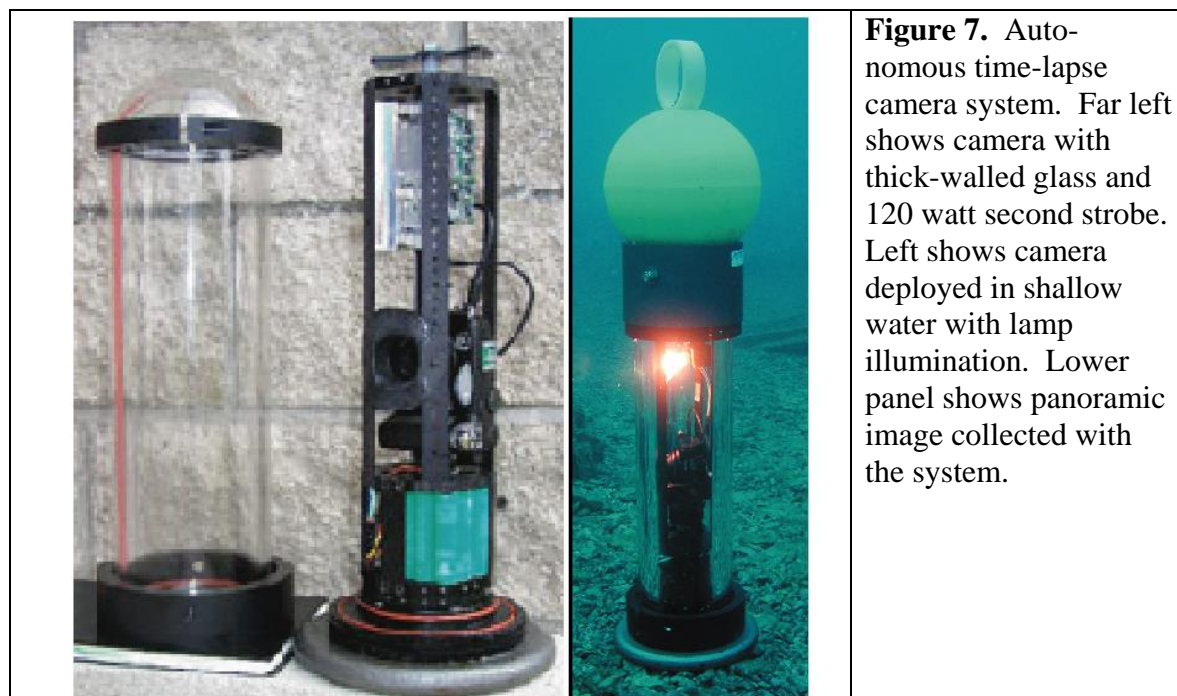 Figure 7.  Auto-
nomous time-lapse
camera system.  Far left
shows camera with
thick-walled glass and
120 watt second strobe.
Left shows camera
deployed in shallow
water with lamp
illumination.  Lower
panel shows panoramic
image collected with
the system.